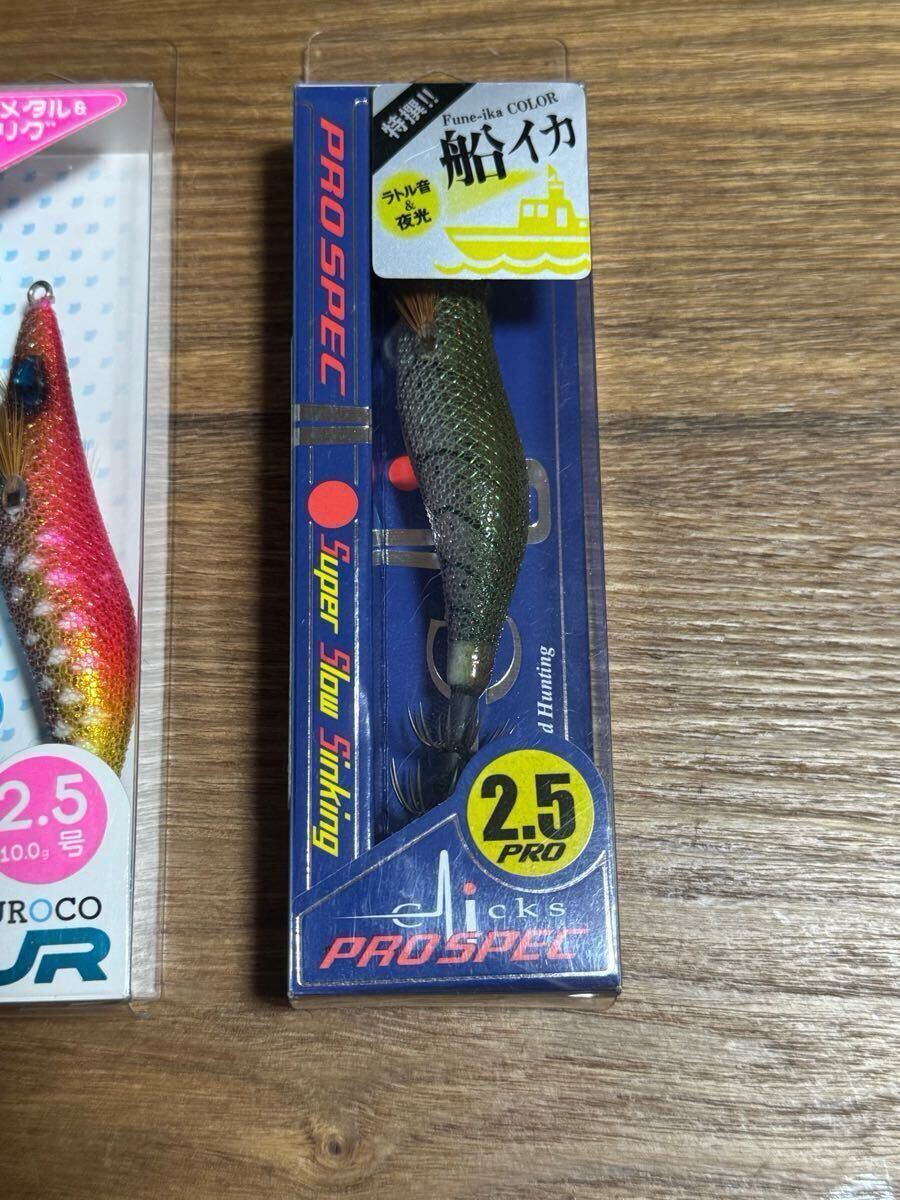 メタル&
リグ
2.5
号
10.0g
UROCO
UR
特撰!!
Fune-ika COLOR
船イカ
ラトル音
&
夜光
PROSPEC
Super Slow Sinking
d Hunting
2.5
PRO
clicks
PROSPEC